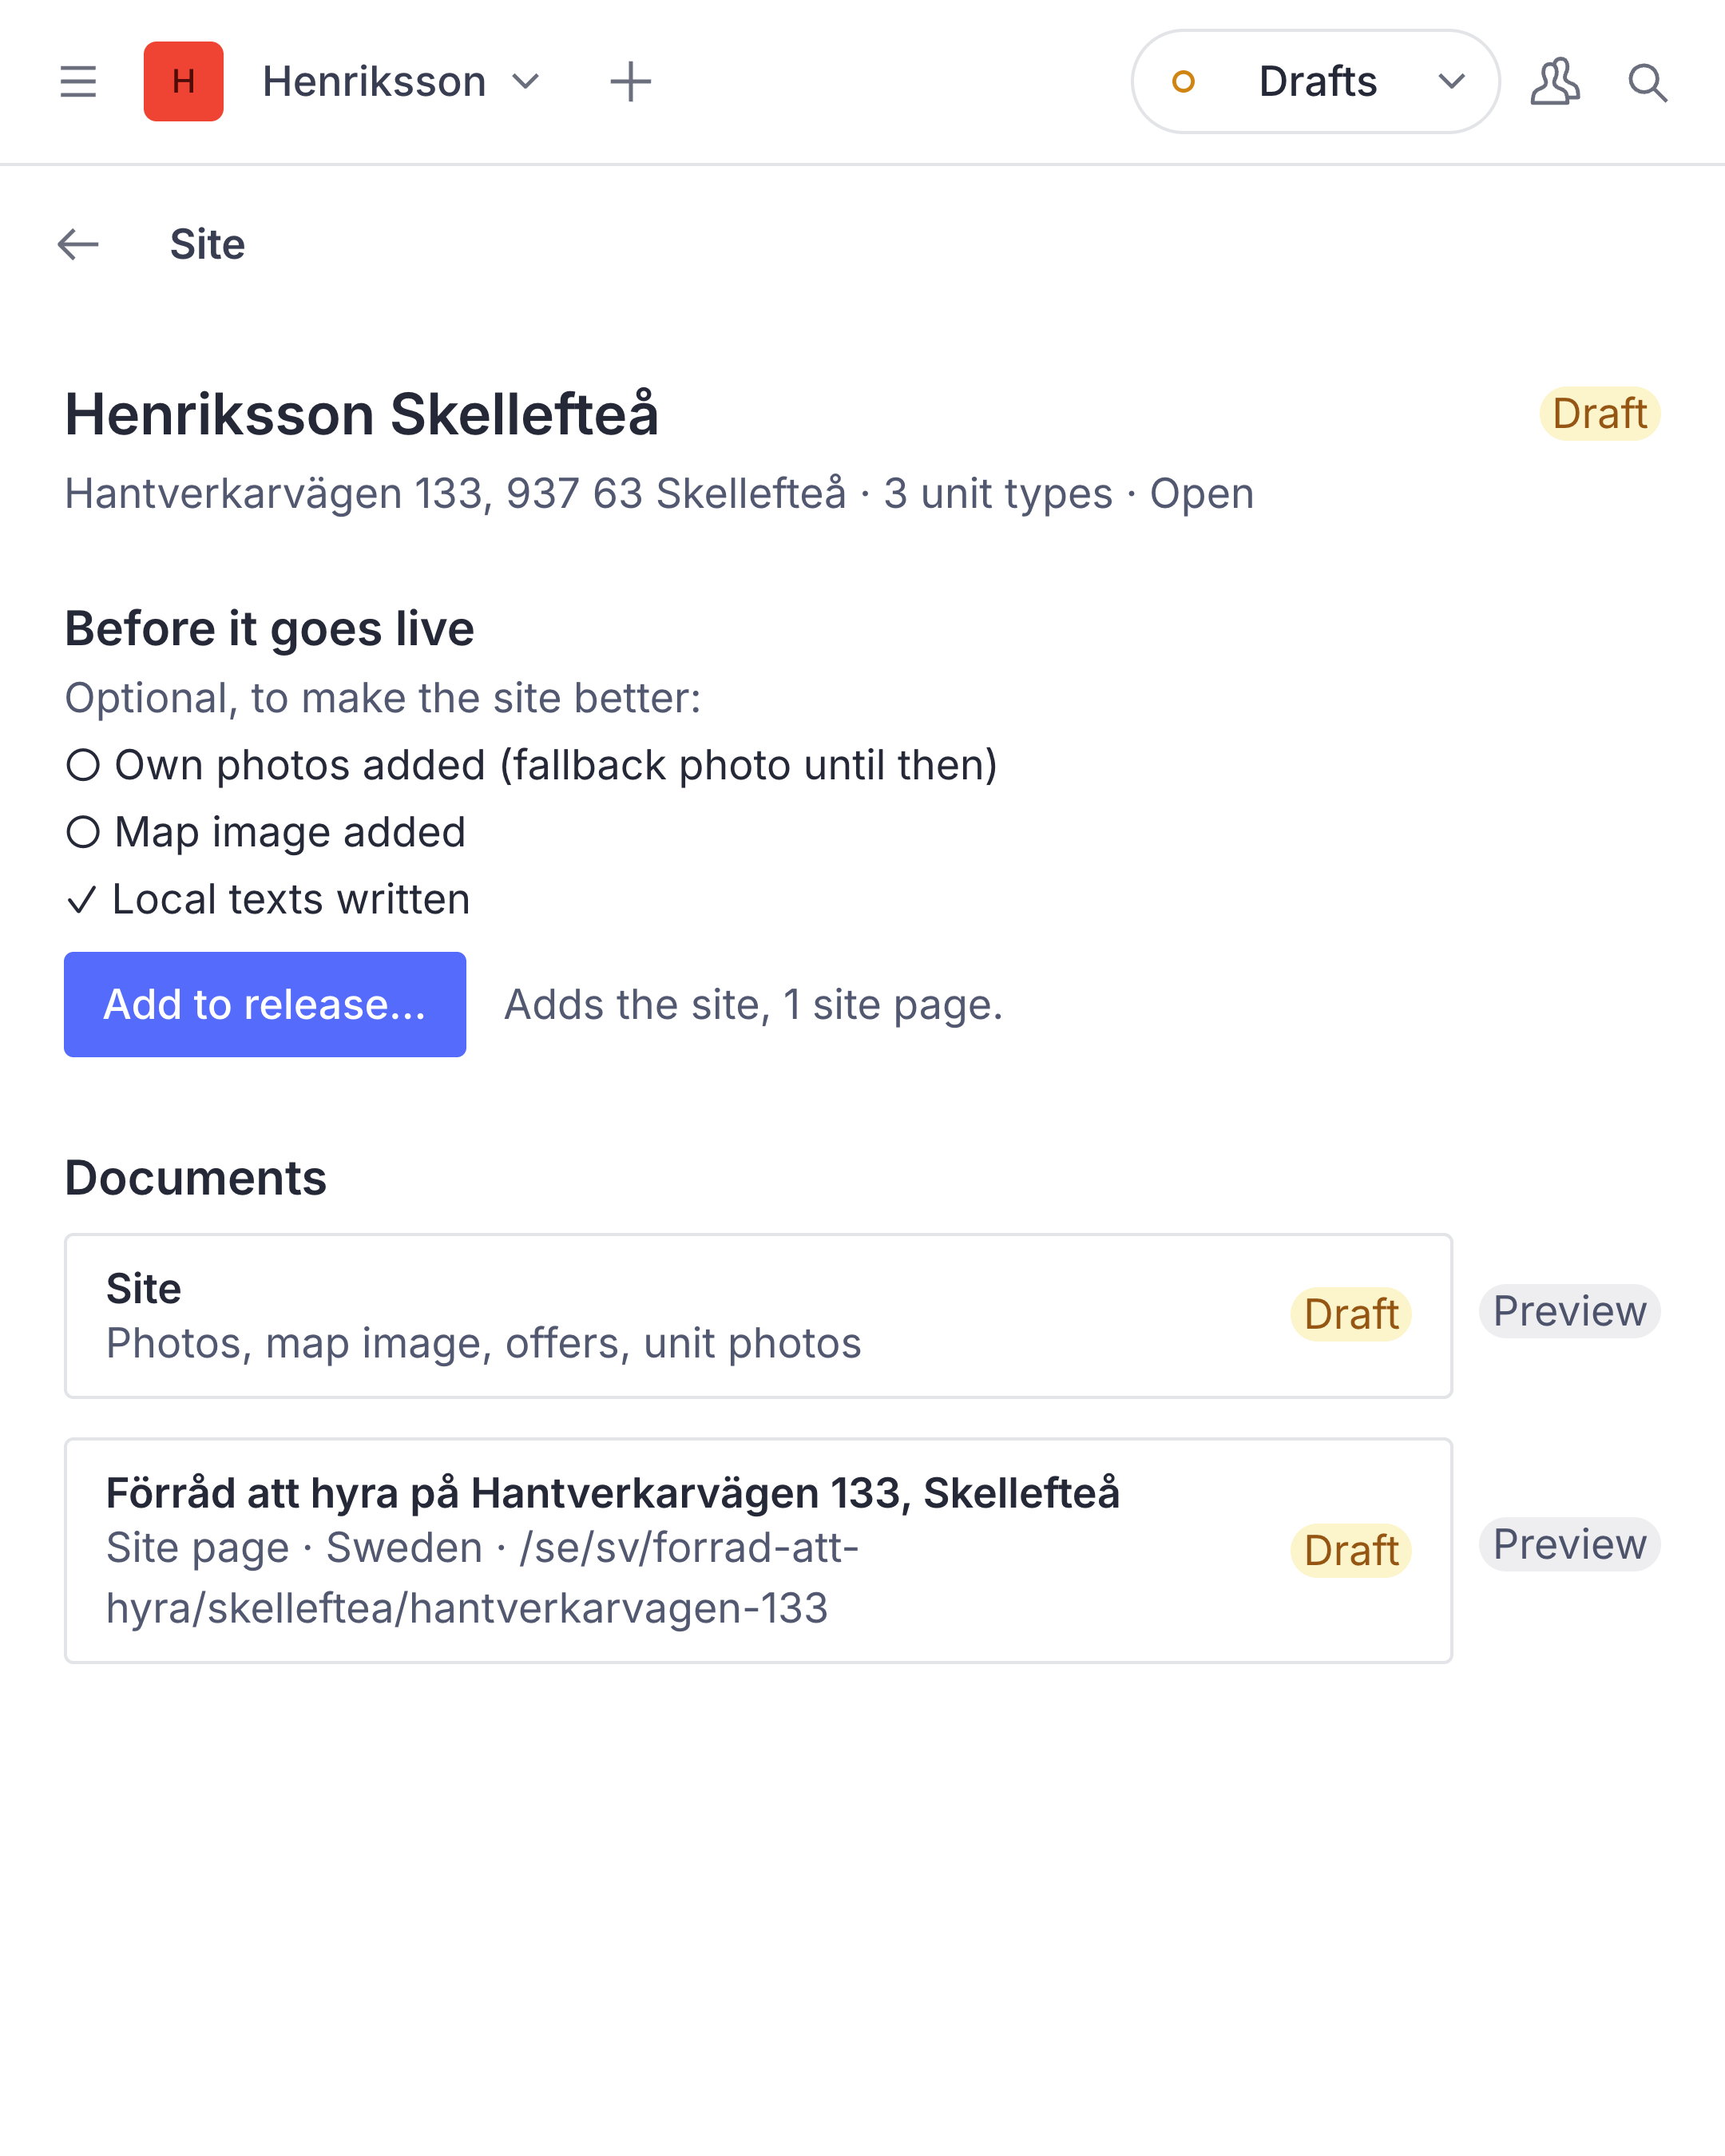 H Henriksson Drafts
Site
Henriksson Skellefteå Draft
Hantverkarvägen 133, 937 63 Skellefteå · 3 unit types · Open
Before it goes live
Optional, to make the site better:
Own photos added (fallback photo until then)
Map image added
✓ Local texts written
Add to release... Adds the site, 1 site page.
Documents
Site
Photos, map image, offers, unit photos
Draft Preview
Förråd att hyra på Hantverkarvägen 133, Skellefteå
Site page · Sweden · /se/sv/forrad-att-
hyra/skelleftea/hantverkarvagen-133
Draft Preview